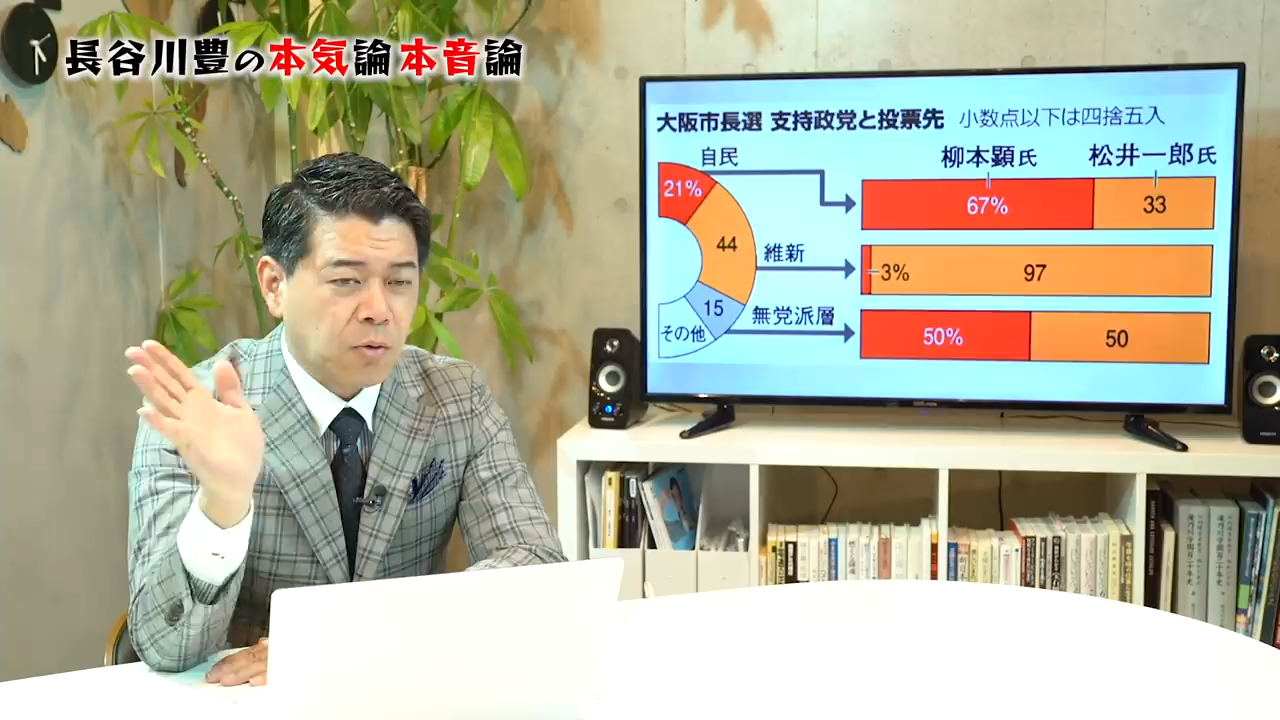 長谷川豊の本気論 本音論
大阪市長選 支持政党と投票先 小数点以下は四捨五入
自民
柳本顕氏
松井一郎氏
21%
67%
33
44
維新
3%
97
15
無党派層
その他
50%
50